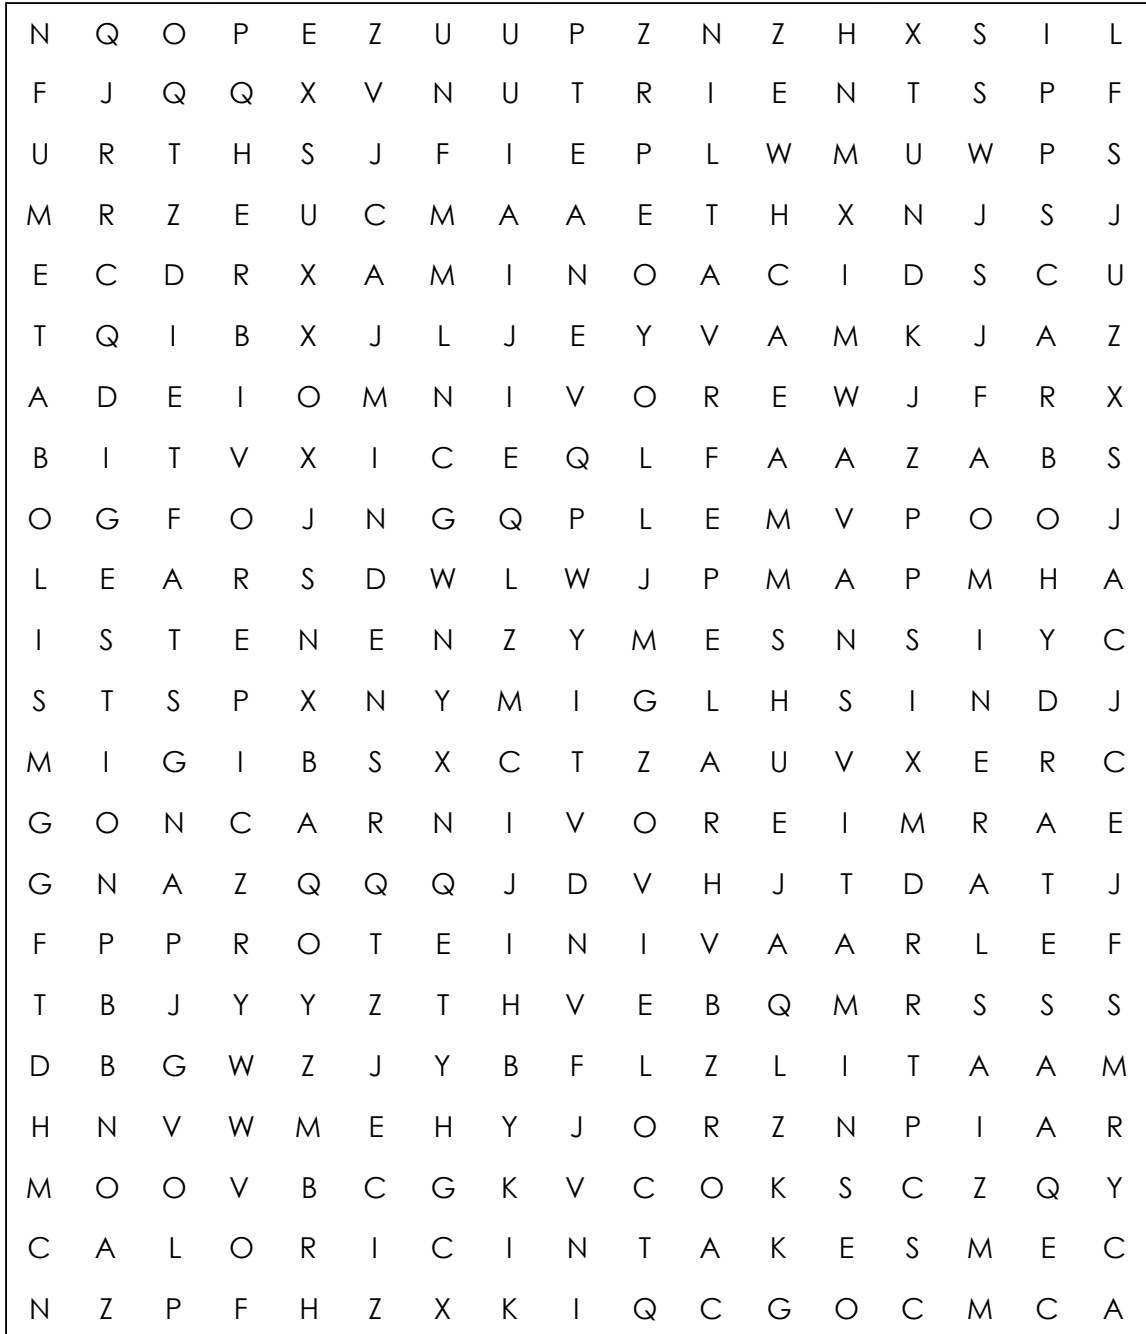 N Q O P E Z U U P Z N Z H X S I L
F J Q Q X V N U T R I E N T S P F
U R T H S J F I E P L W M U W P S
M R Z E U C M A A E T H X N J S J
E C D R X A M I N O A C I D S C U
T Q I B X J L J E Y V A M K J A Z
A D E I O M N I V O R E W J F R X
B I T V X I C E Q L F A A Z A B S
O G F O J N G Q P L E M V P O O J
L E A R S D W L W J P M A P M H A
I S T E N E N Z Y M E S N S I Y C
S T S P X N Y M I G L H S I N D J
M I G I B S X C T Z A U V X E R C
G O N C A R N I V O R E I M R A E
G N A Z Q Q Q J D V H J T D A T J
F P P R O T E I N I V A A R L E F
T B J Y Y Z T H V E B Q M R S S S
D B G W Z J Y B F L Z L I T A A M
H N V W M E H Y J O R Z N P I A R
M O O V B C G K V C O K S C Z Q Y
C A L O R I C I N T A K E S M E C
N Z P F H Z X K I Q C G O C M C A